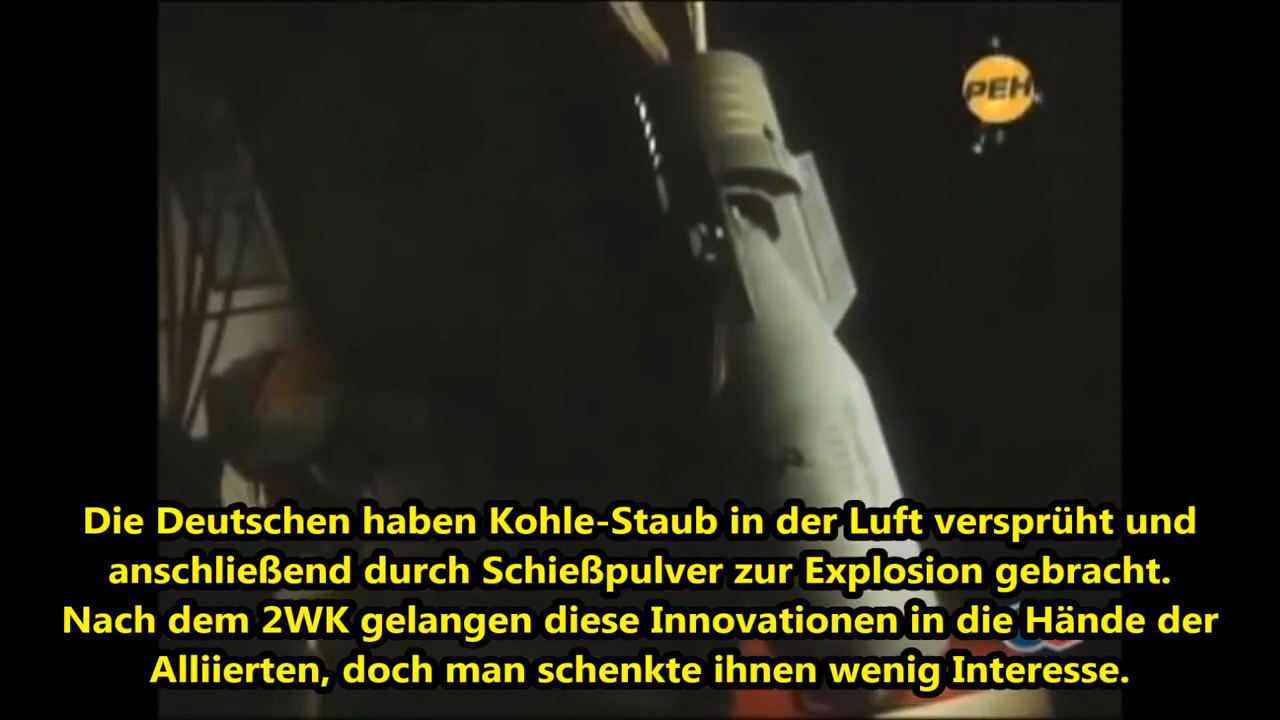 РЕН
Die Deutschen haben Kohle-Staub in der Luft versprüht und
anschließend durch Schießpulver zur Explosion gebracht.
Nach dem 2WK gelangen diese Innovationen in die Hände der
Alliierten, doch man schenkte ihnen wenig Interesse.